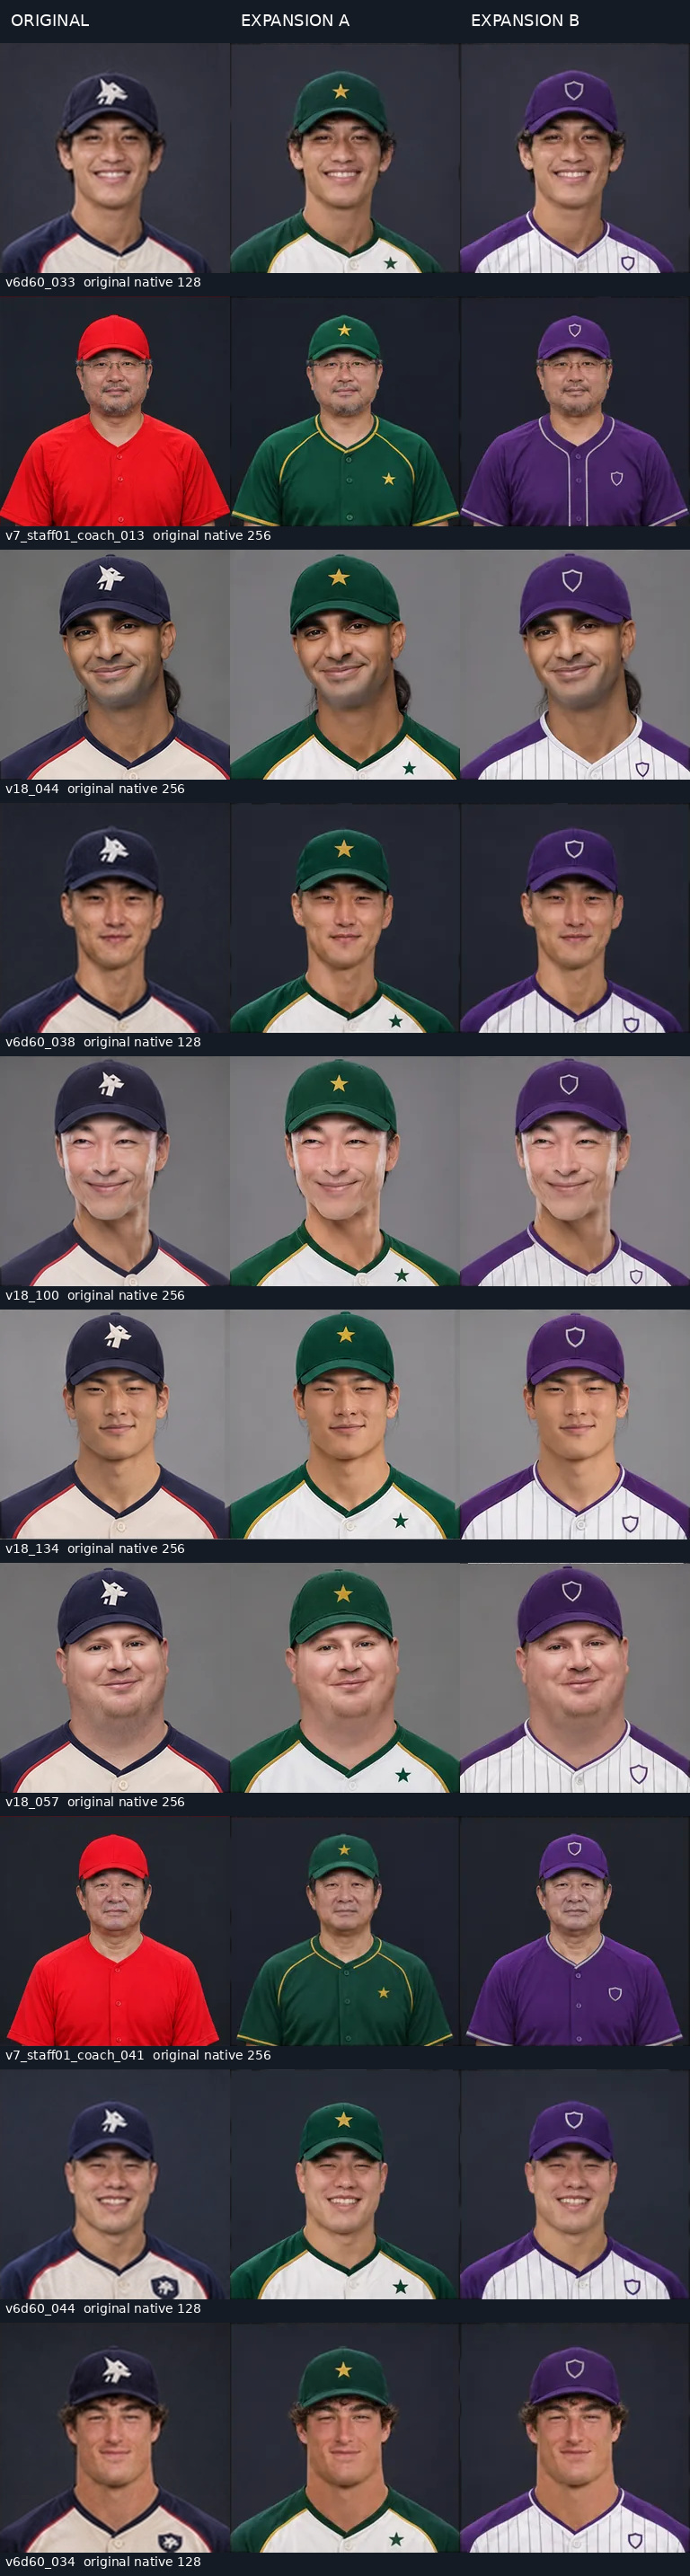 ORIGINAL EXPANSION A EXPANSION B
v6d60_033 original native 128
v7_staff01_coach_013 original native 256
v18_044 original native 256
v6d60_038 original native 128
v18_100 original native 256
v18_134 original native 256
v18_057 original native 256
v7_staff01_coach_041 original native 256
v6d60_044 original native 128
v6d60_034 original native 128